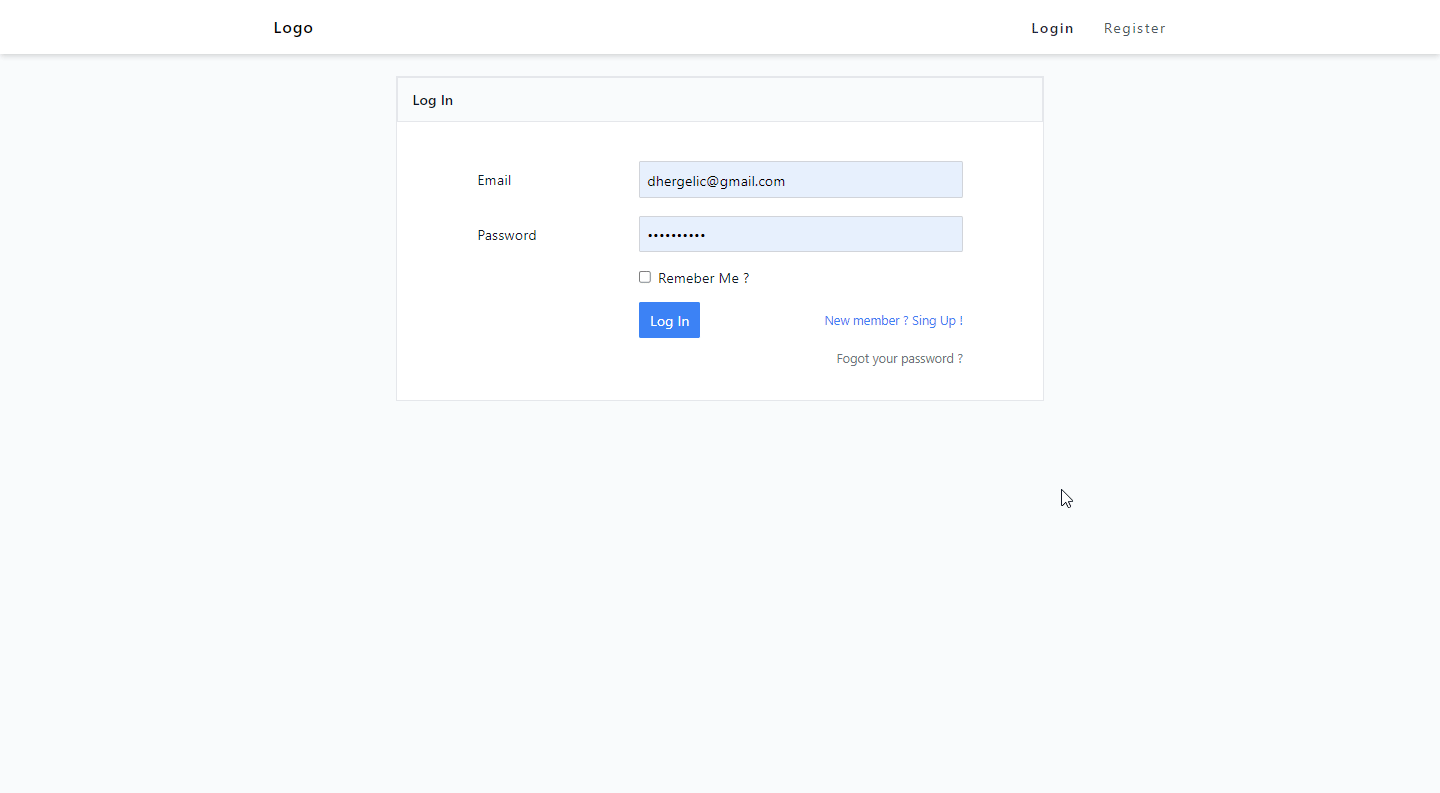 Logo
Login
Register
Log In
Email
dhergelic@gmail.com
Password
••••••••••
Remeber Me ?
Log In
New member ? Sing Up !
Fogot your password ?